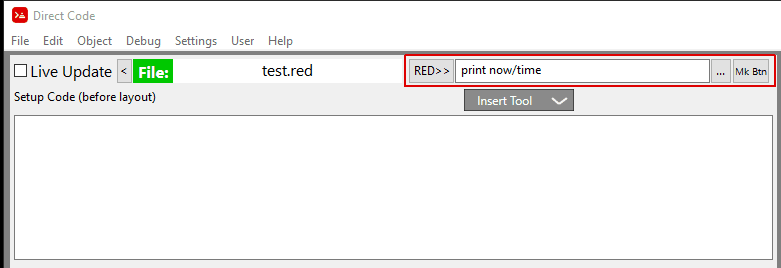 Direct Code
File Edit Object Debug Settings User Help
Live Update < File: test.red RED>> print now/time ... Mk Btn
Setup Code (before layout) Insert Tool